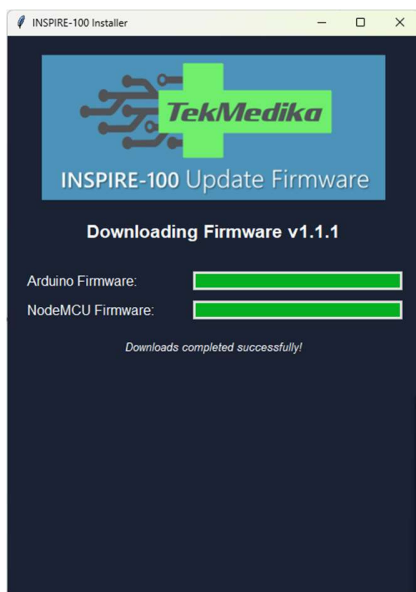 INSPIRE-100 Installer
TekMedika
INSPIRE-100 Update Firmware
Downloading Firmware v1.1.1
Arduino Firmware:
NodeMCU Firmware:
Downloads completed successfully!